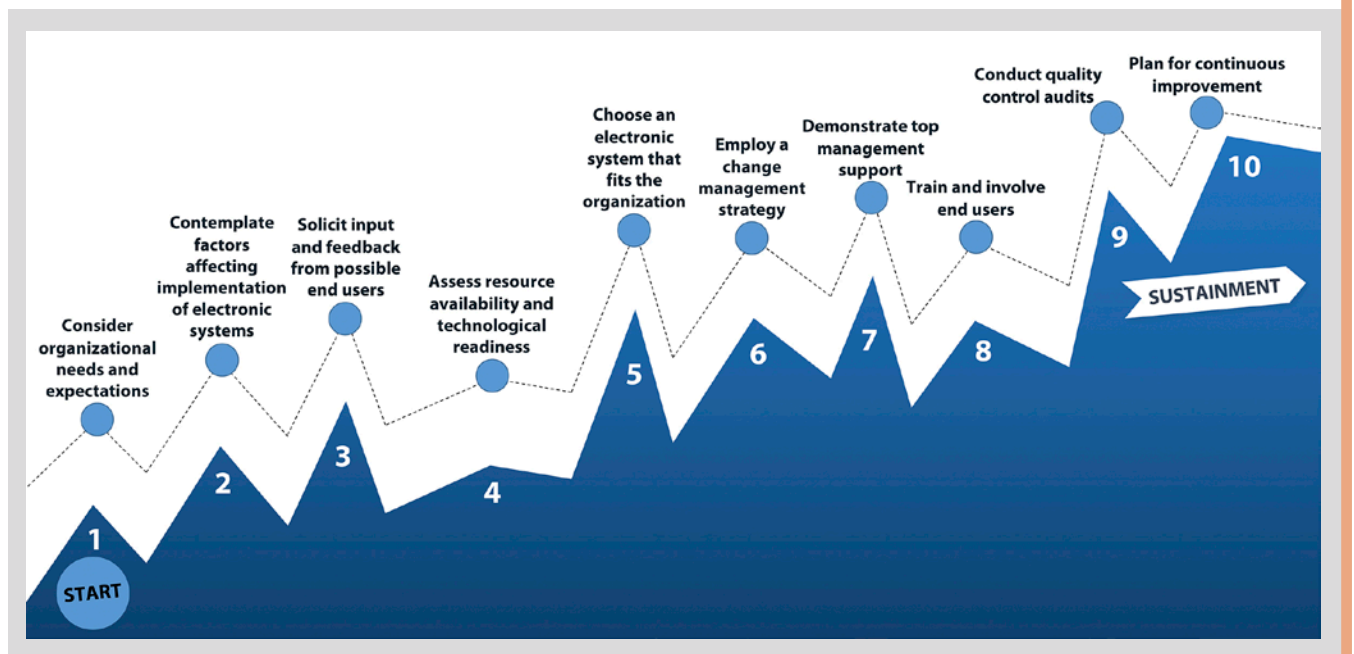 Consider
organizational
needs and
expectations
1
START
Contemplate
factors
affecting
implementation
of electronic
systems
2
Solicit input
and feedback
from possible
end users
3
Assess resource
availability and
technological
readiness
4
Choose an
electronic
system that
fits the
organization
5
Employ a
change
management
strategy
6
Demonstrate top
management
support
7
Train and involve
end users
8
Conduct quality
control audits
9
Plan for continuous
improvement
10
SUSTAINMENT